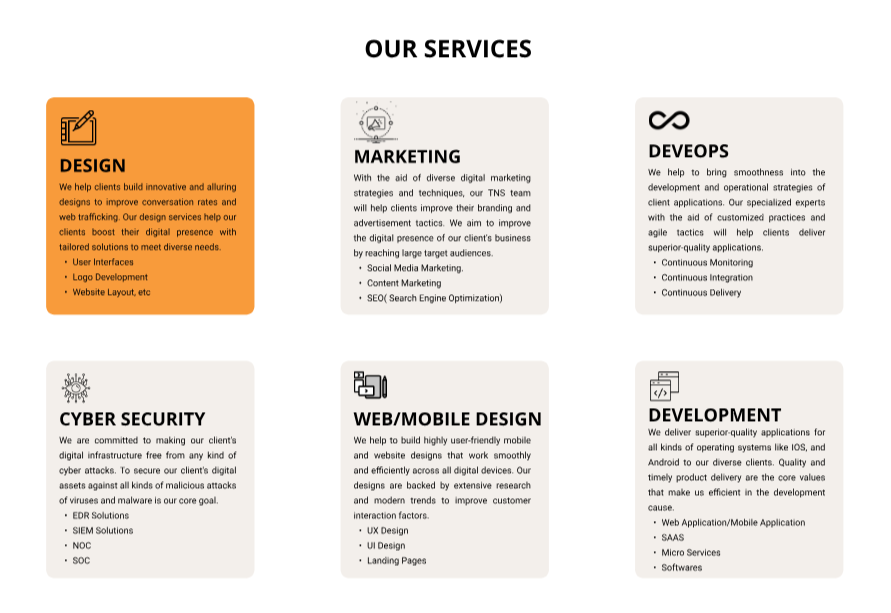 OUR SERVICES
DESIGN
We help clients build innovative and alluring
designs to improve conversation rates and
web trafficking. Our design services help our
clients boost their digital presence with
tailored solutions to meet diverse needs.
• User Interfaces
• Logo Development
• Website Layout, etc
MARKETING
With the aid of diverse digital marketing
strategies and techniques, our TNS team
will help clients improve their branding and
advertisement tactics. We aim to improve
the digital presence of our client's business
by reaching large target audiences.
• Social Media Marketing.
• Content Marketing
• SEO( Search Engine Optimization)
DEVEOPS
We help to bring smoothness into the
development and operational strategies of
client applications. Our specialized experts
with the aid of customized practices and
agile tactics will help clients deliver
superior-quality applications.
• Continuous Monitoring
• Continuous Integration
• Continuous Delivery
CYBER SECURITY
We are committed to making our client's
digital infrastructure free from any kind of
cyber attacks. To secure our client's digital
assets against all kinds of malicious attacks
of viruses and malware is our core goal.
• EDR Solutions
• SIEM Solutions
• NOC
• SOC
WEB/MOBILE DESIGN
We help to build highly user-friendly mobile
and website designs that work smoothly
and efficiently across all digital devices. Our
designs are backed by extensive research
and modern trends to improve customer
interaction factors.
• UX Design
• UI Design
• Landing Pages
</>
DEVELOPMENT
We deliver superior-quality applications for
all kinds of operating systems like IOS, and
Android to our diverse clients. Quality and
timely product delivery are the core values
that make us efficient in the development
cause.
• Web Application/Mobile Application
• SAAS
• Micro Services
• Softwares